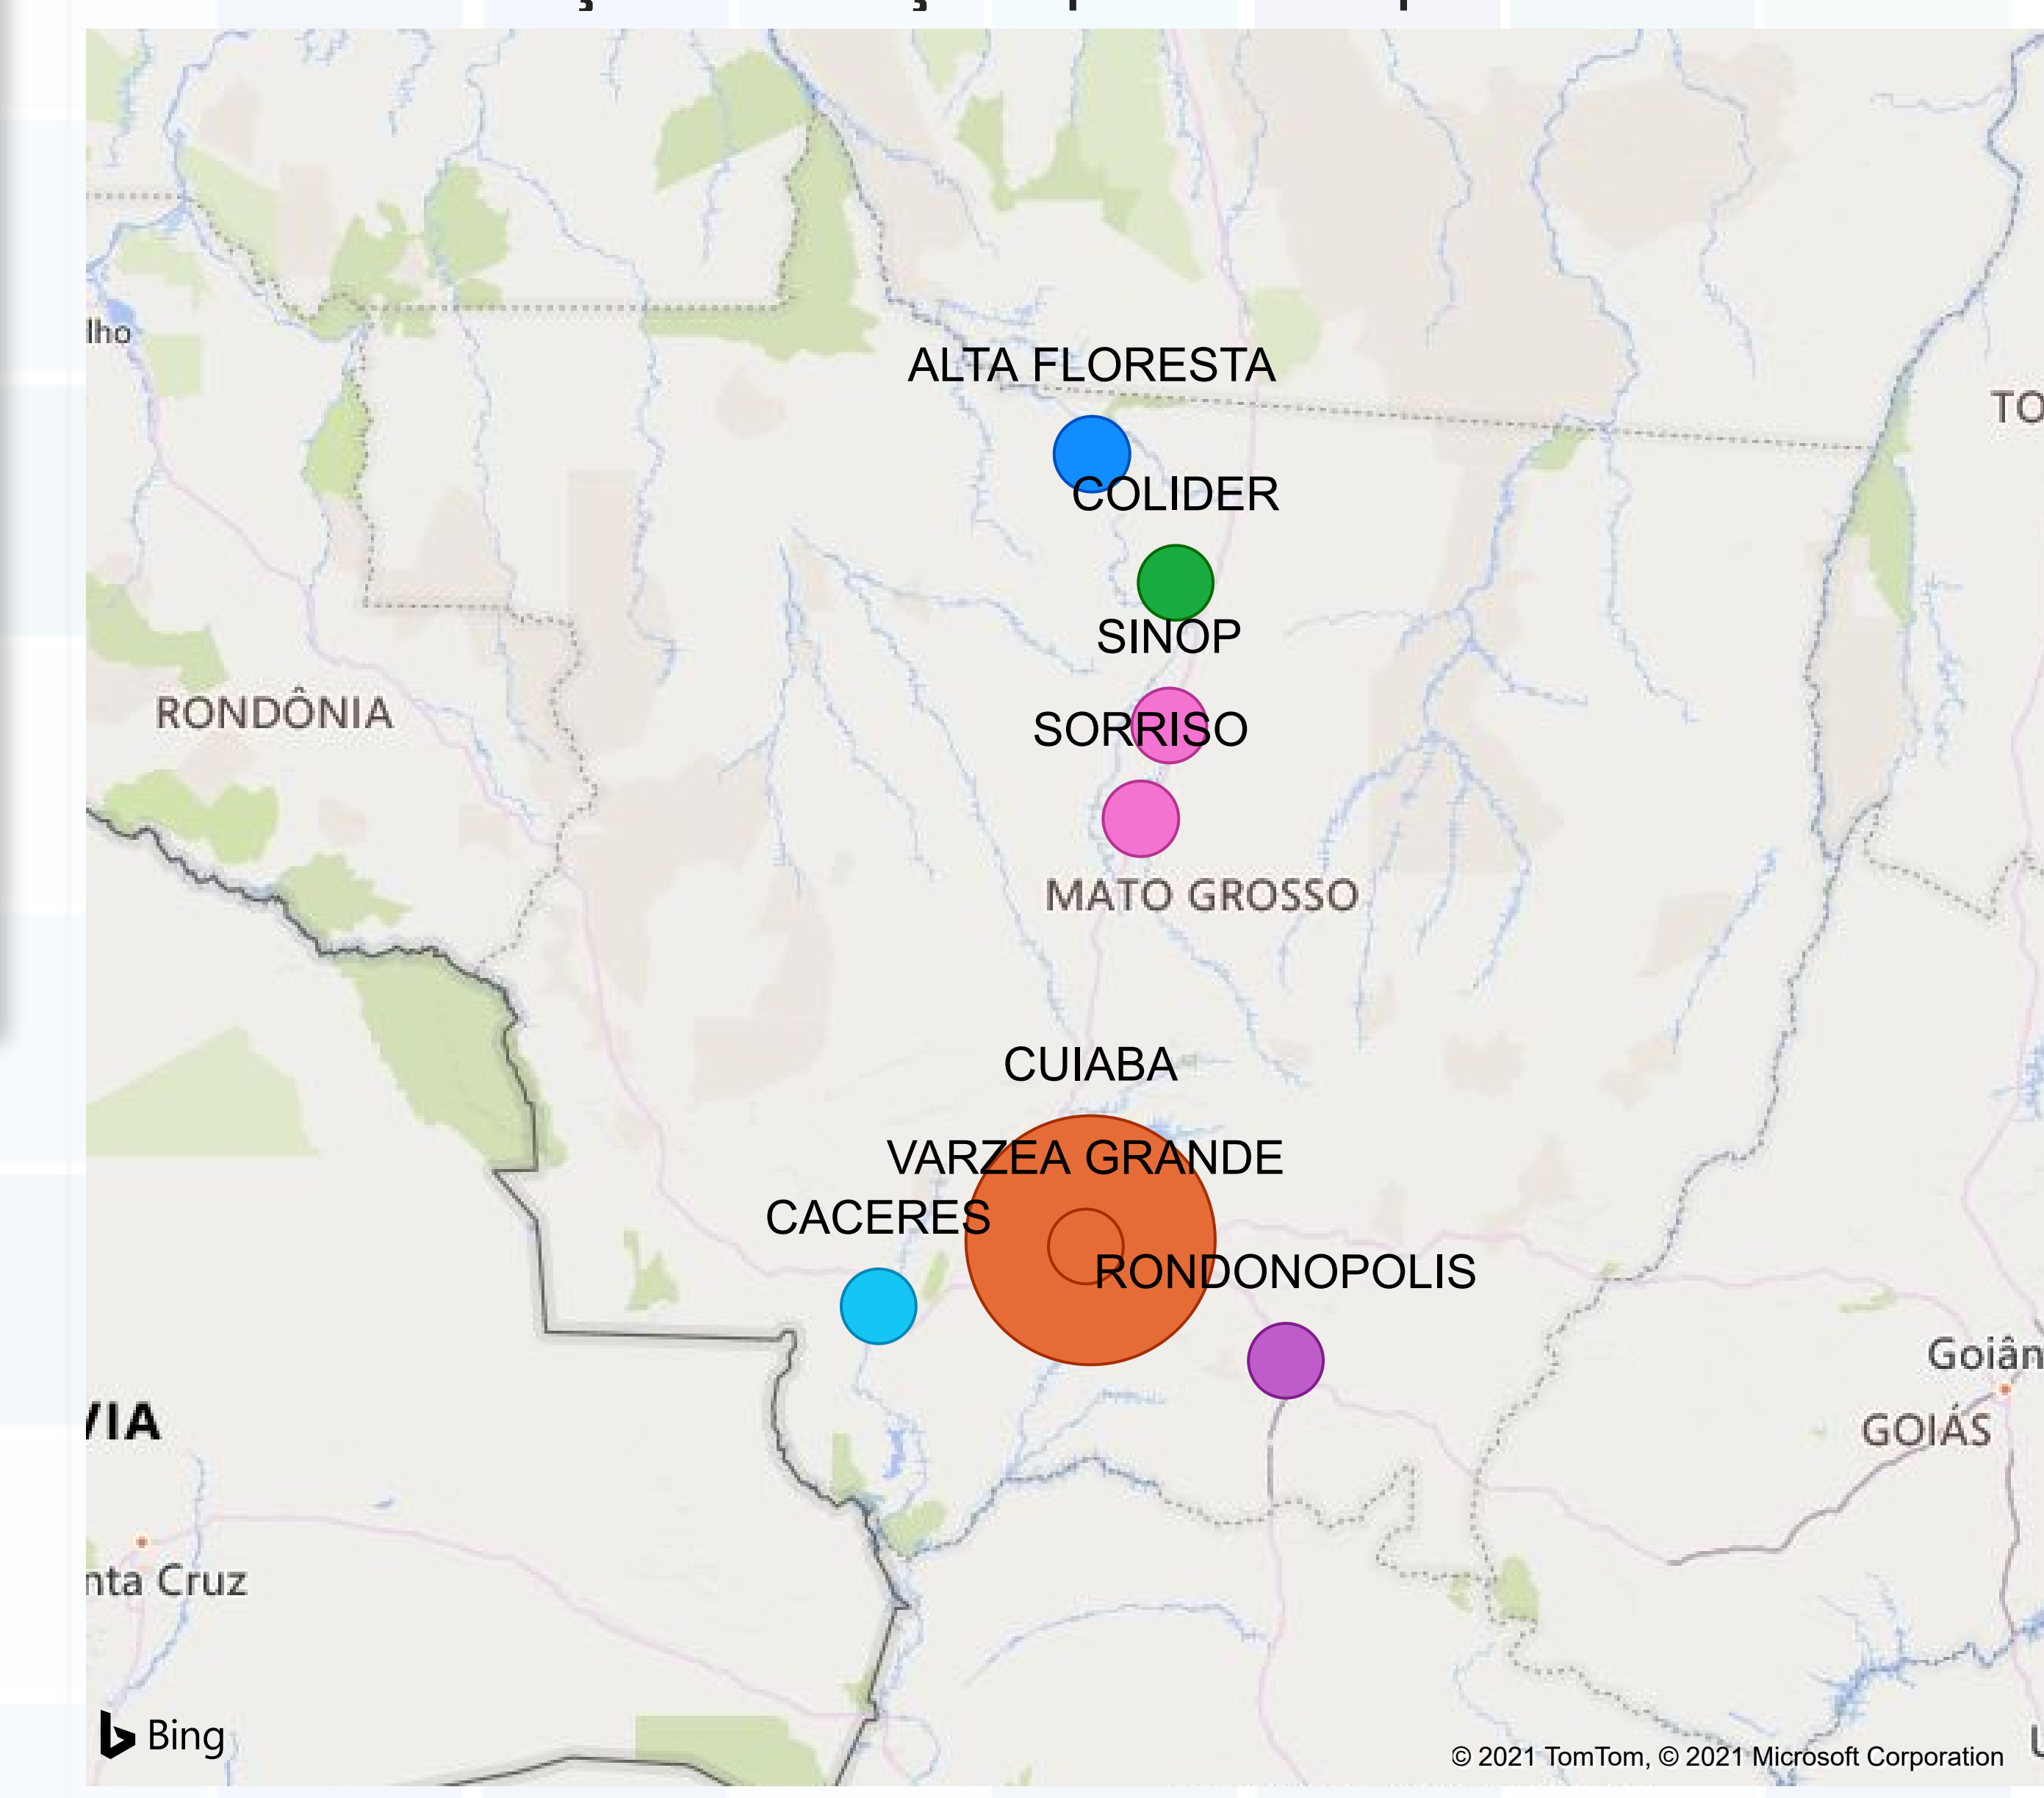 lho
ALTA FLORESTA
TO
COLIDER
SINOP
RONDÔNIA
SORRISO
MATO GROSSO
CUIABA
VARZEA GRANDE
CACERES
RONDONOPOLIS
Goiân
VIA
GOIÁS
nta Cruz
Bing
© 2021 TomTom, © 2021 Microsoft Corporation